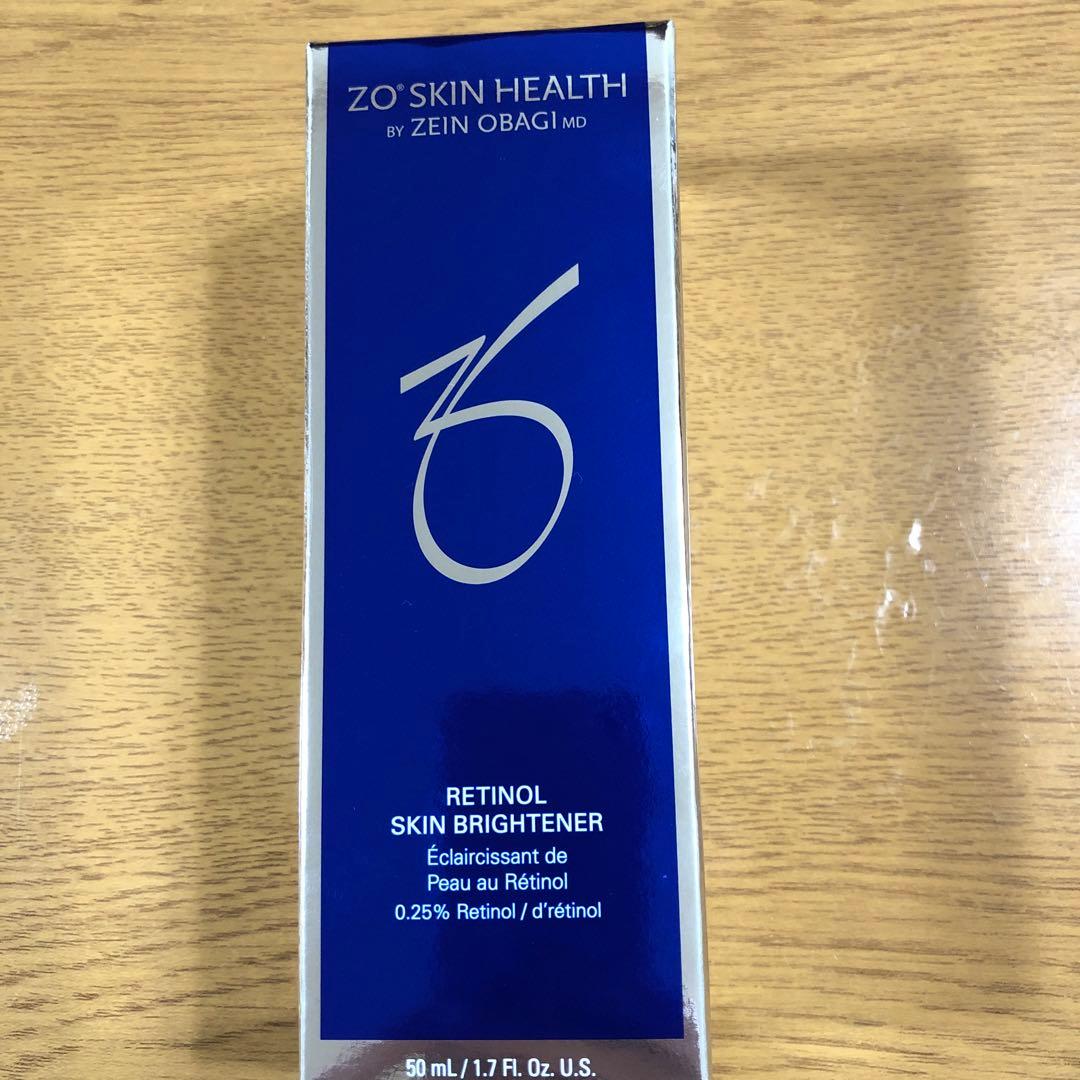 ZO® SKIN HEALTH
BY ZEIN OBAGI MD
ZO
RETINOL
SKIN BRIGHTENER
Éclaircissant de
Peau au Rétinol
0.25% Retinol / d'rétinol
50 mL / 1.7 Fl. Oz. U.S.